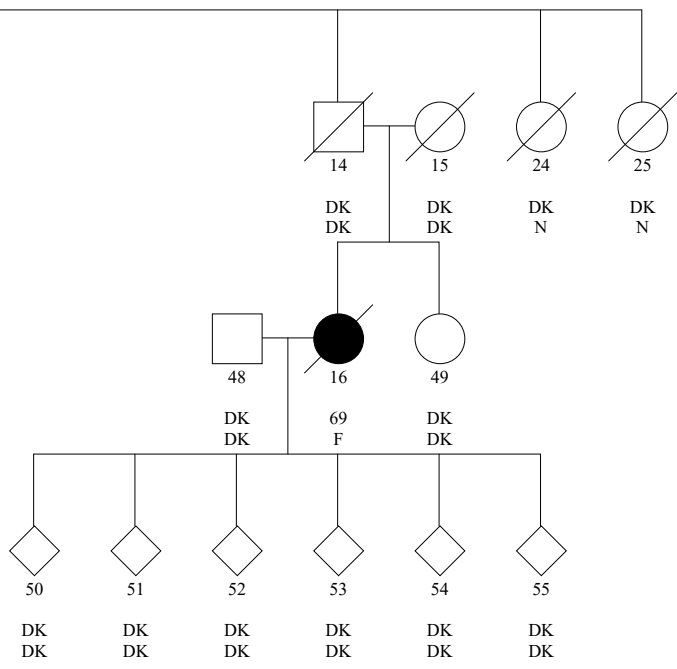 14 15 24 25
DK DK DK DK
DK DK N N
48 16 49
DK 69 DK
DK F DK
50 51 52 53 54 55
DK DK DK DK DK DK
DK DK DK DK DK DK